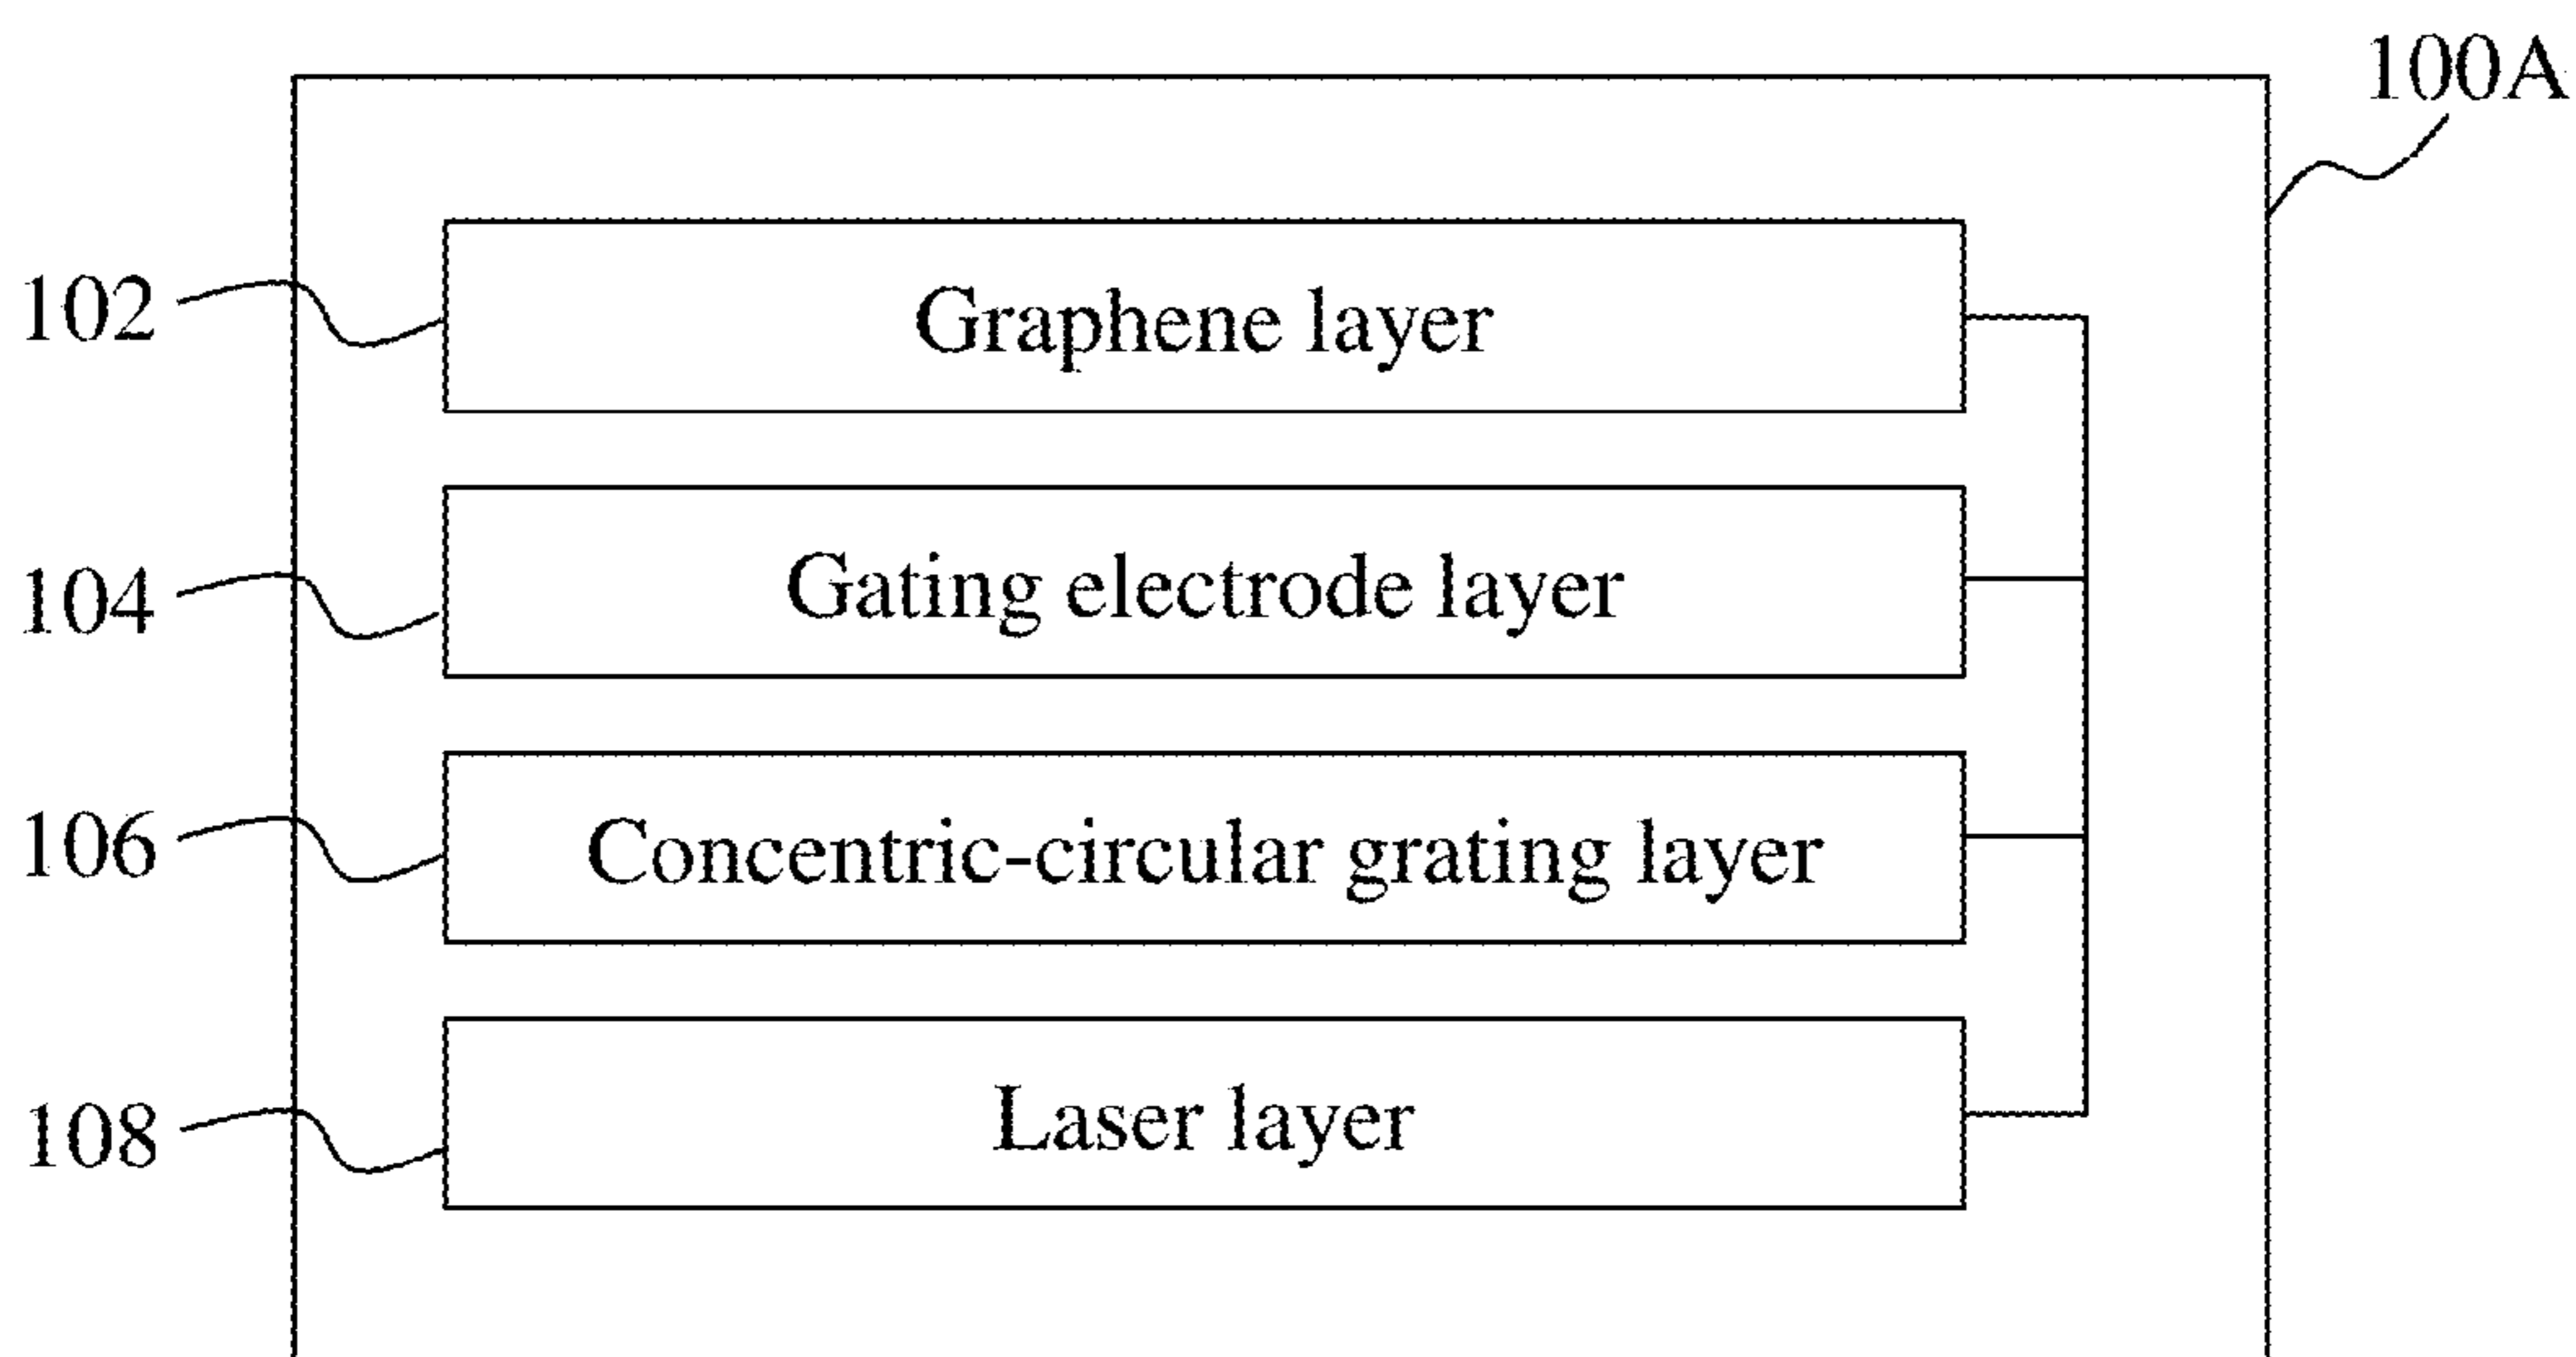 100A
102
Graphene layer
104
Gating electrode layer
106
Concentric-circular grating layer
108
Laser layer